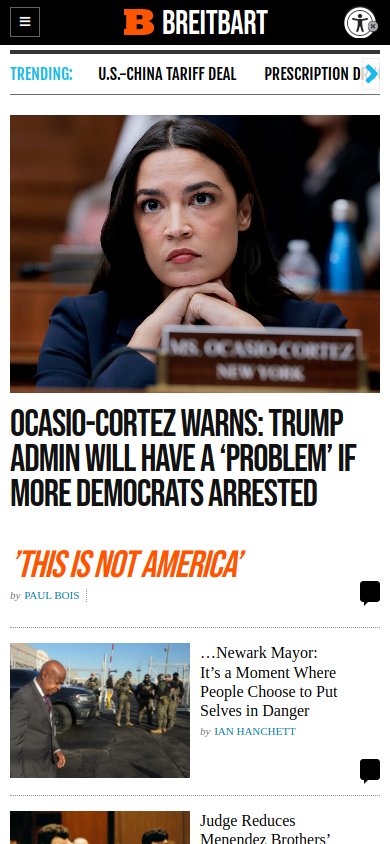 BREITBART
TRENDING: U.S.-CHINA TARIFF DEAL PRESCRIPTION
MS. OCASIO-CORTEZ
NEW YORK
OCASIO-CORTEZ WARNS: TRUMP
ADMIN WILL HAVE A ‘PROBLEM’ IF
MORE DEMOCRATS ARRESTED
’THIS IS NOT AMERICA’
by PAUL BOIS
…Newark Mayor:
It’s a Moment Where
People Choose to Put
Selves in Danger
by IAN HANCHETT
Judge Reduces
Menendez Brothers’